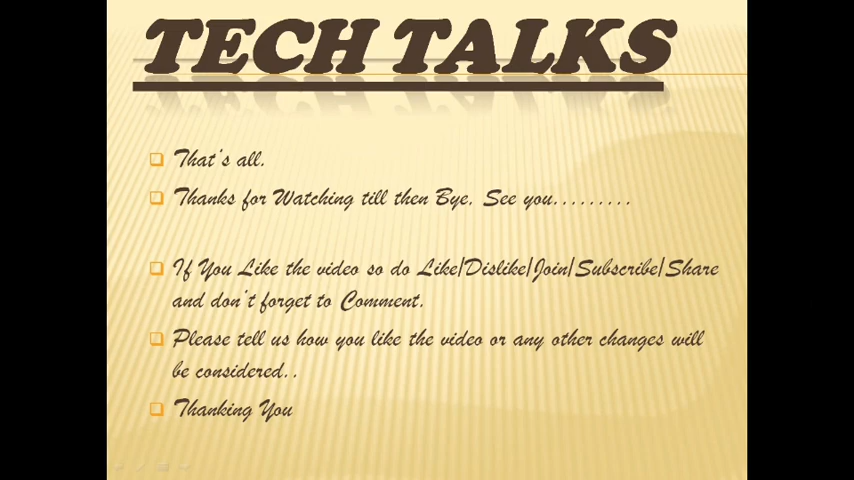 TECH TALKS
That's all.
Thanks for Watching till then Bye. See you.........
If You Like the video so do Like|Dislike|Join|Subscribe|Share
and don't forget to Comment.
Please tell us how you like the video or any other changes will
be considered..
Thanking You